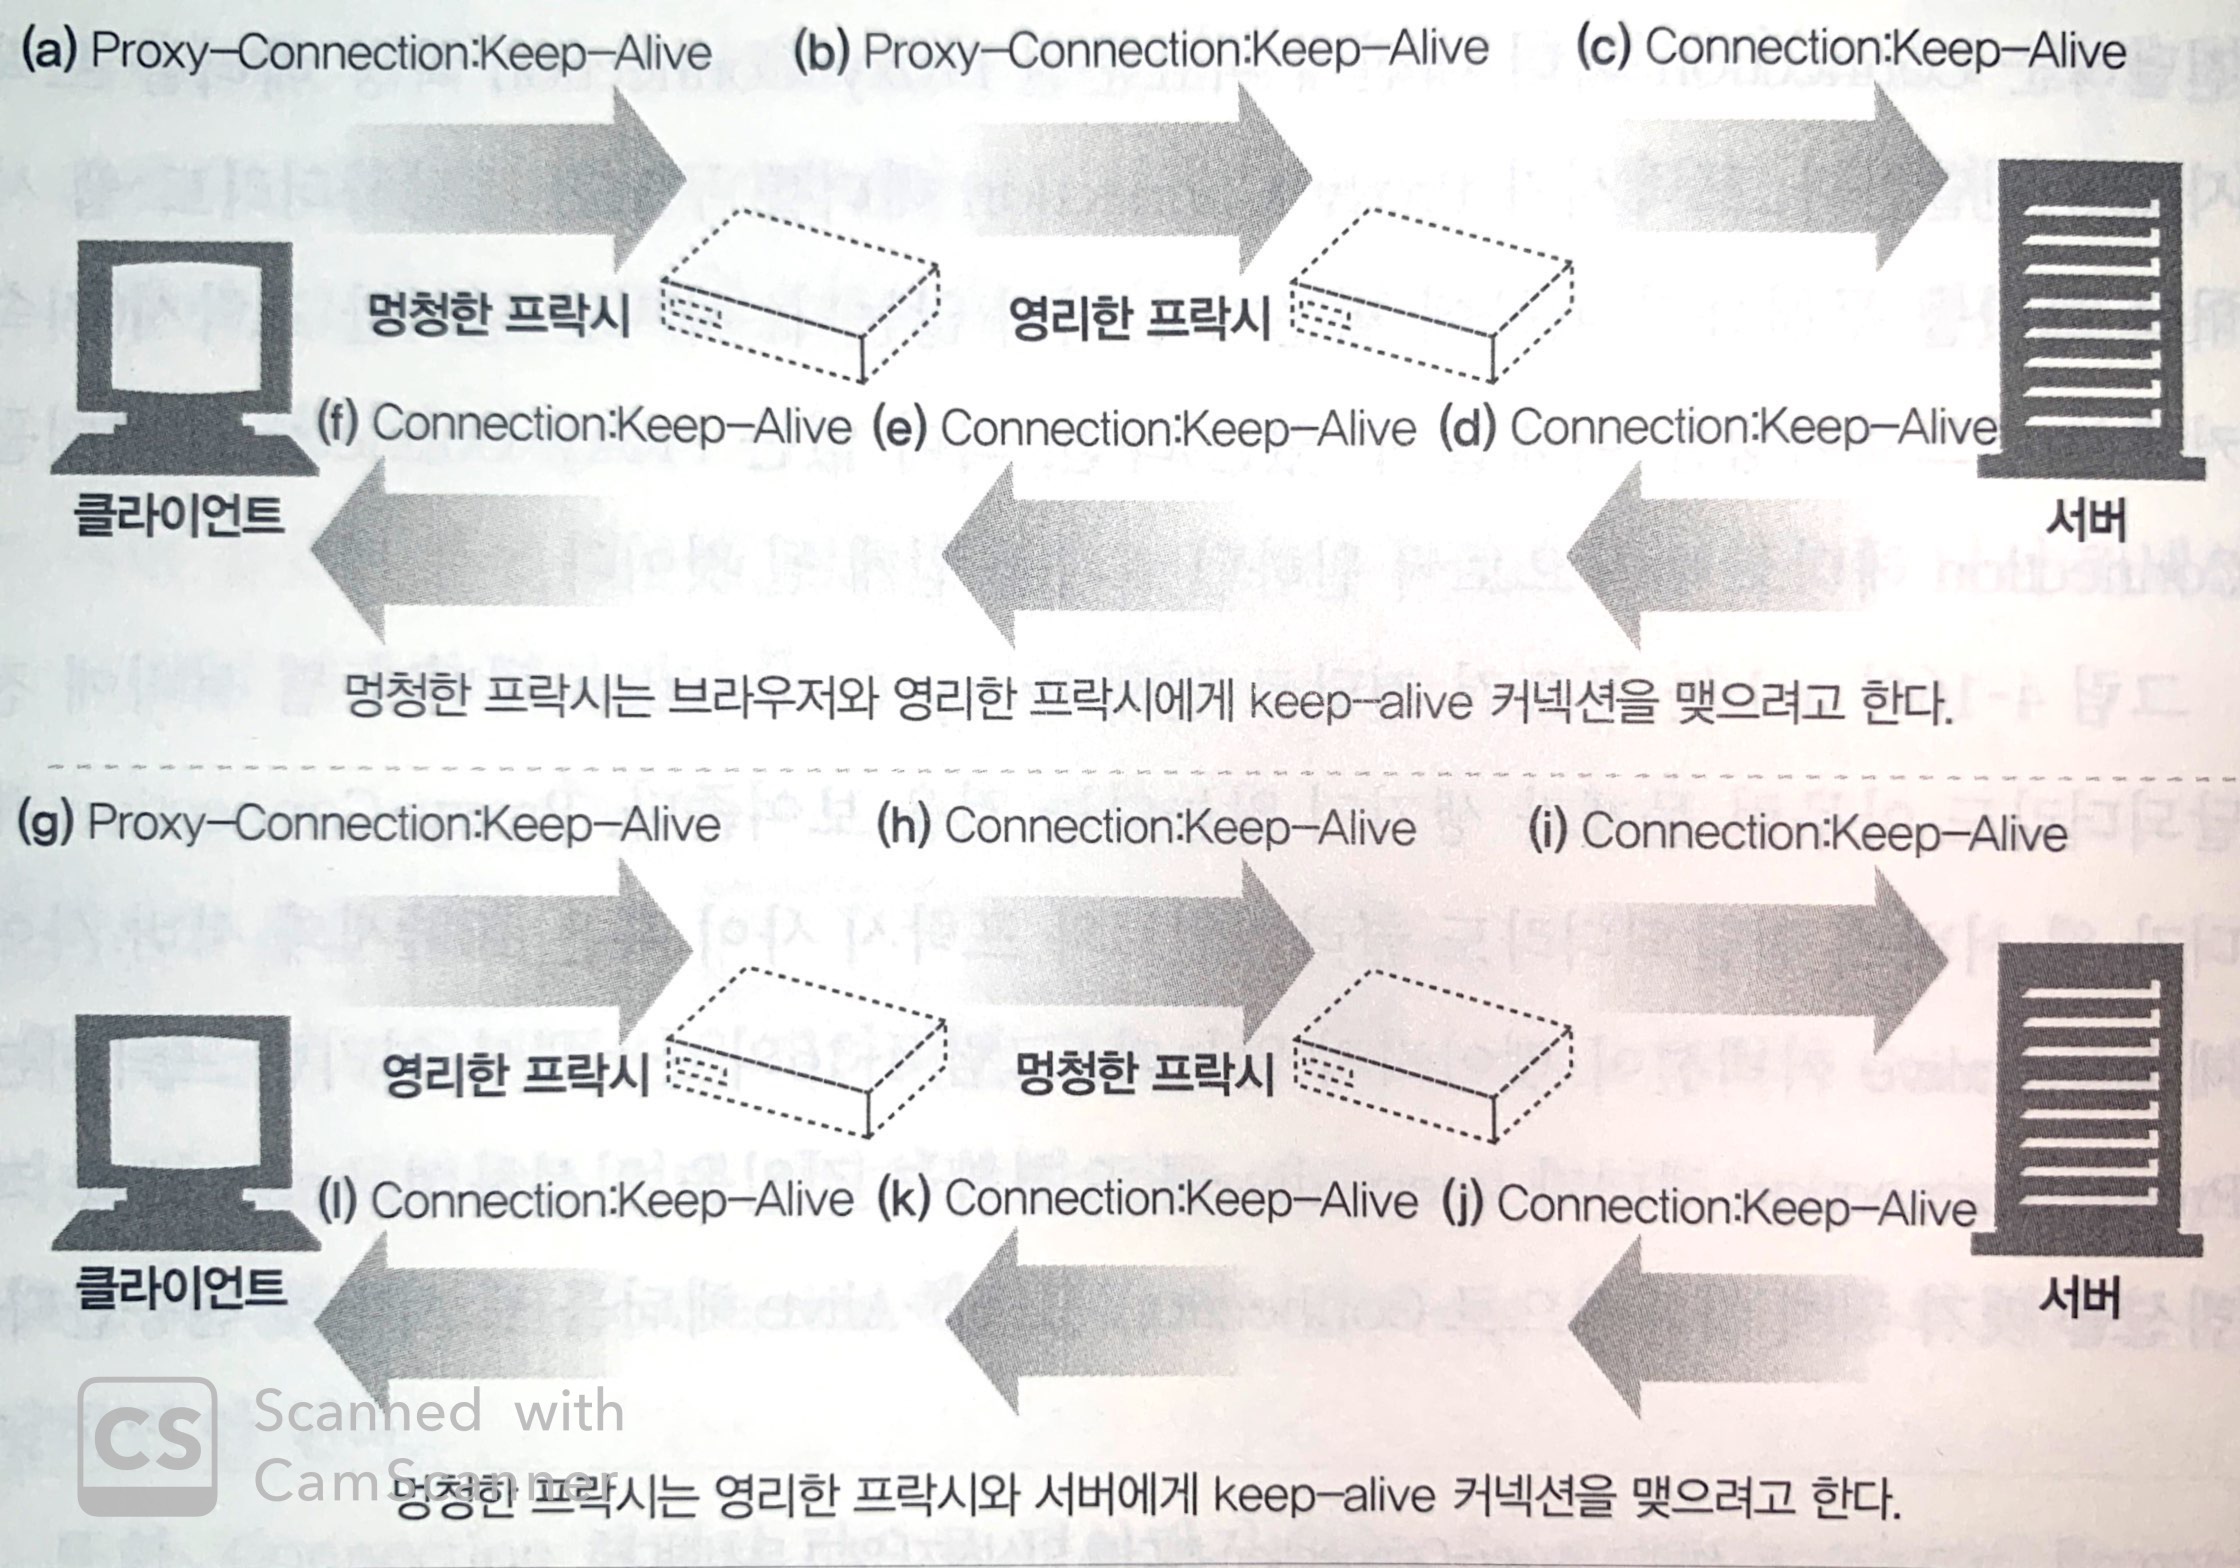 (a) Proxy–Connection:Keep–Alive (b) Proxy–Connection:Keep–Alive (c) Connection:Keep–Alive
멍청한 프락시 영리한 프락시
(f) Connection:Keep–Alive (e) Connection:Keep–Alive (d) Connection:Keep–Alive
클라이언트 서버
멍청한 프락시는 브라우저와 영리한 프락시에게 keep–alive 커넥션을 맺으려고 한다.
(g) Proxy–Connection:Keep–Alive (h) Connection:Keep–Alive (i) Connection:Keep–Alive
영리한 프락시 멍청한 프락시
(l) Connection:Keep–Alive (k) Connection:Keep–Alive (j) Connection:Keep–Alive
클라이언트 서버
CS Scanned with
CamScanner
멍청한 프락시는 영리한 프락시와 서버에게 keep–alive 커넥션을 맺으려고 한다.